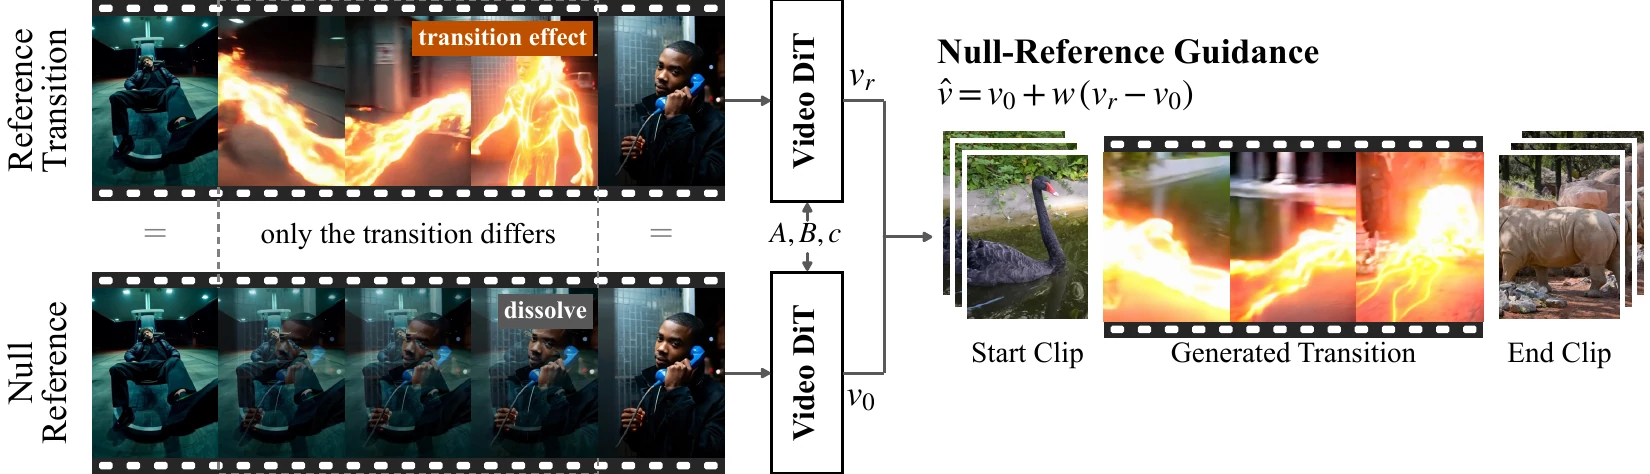 Reference
Transition
transition effect
Video DiT
v_r
Null-Reference Guidance
v̂ = v_0 + w(v_r − v_0)
=
only the transition differs
=
A, B, c
Null
Reference
dissolve
Video DiT
v_0
Start Clip
Generated Transition
End Clip